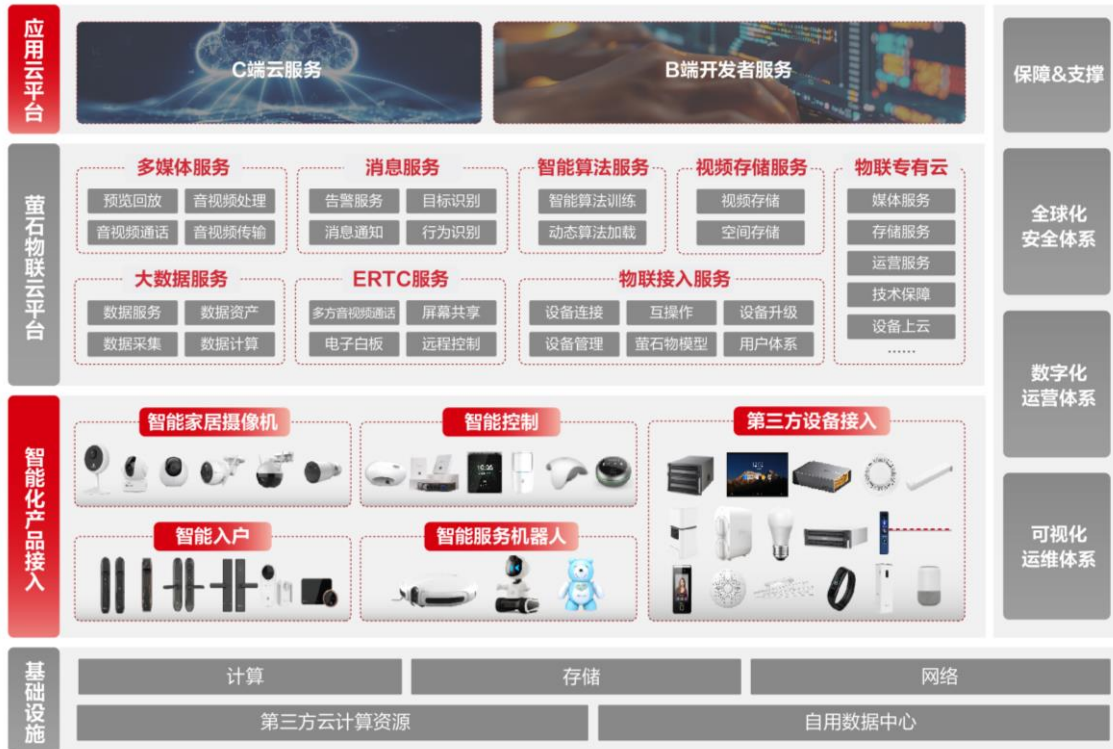 应用云平台
C端云服务
B端开发者服务
保障&支撑
萤石物联云平台
多媒体服务
预览回放
音视频处理
音视频通话
音视频传输
消息服务
告警服务
目标识别
消息通知
行为识别
智能算法服务
智能算法训练
动态算法加载
视频存储服务
视频存储
空间存储
物联专有云
媒体服务
存储服务
运营服务
技术保障
设备上云
……
大数据服务
数据服务
数据资产
数据采集
数据计算
ERTC服务
多方音视频通话
屏幕共享
电子白板
远程控制
物联接入服务
设备连接
互操作
设备升级
设备管理
萤石物模型
用户体系
全球化
安全体系
数字化
运营体系
可视化
运维体系
智能化产品接入
智能家居摄像机
智能控制
第三方设备接入
智能入户
智能服务机器人
基础设施
计算
存储
网络
第三方云计算资源
自用数据中心